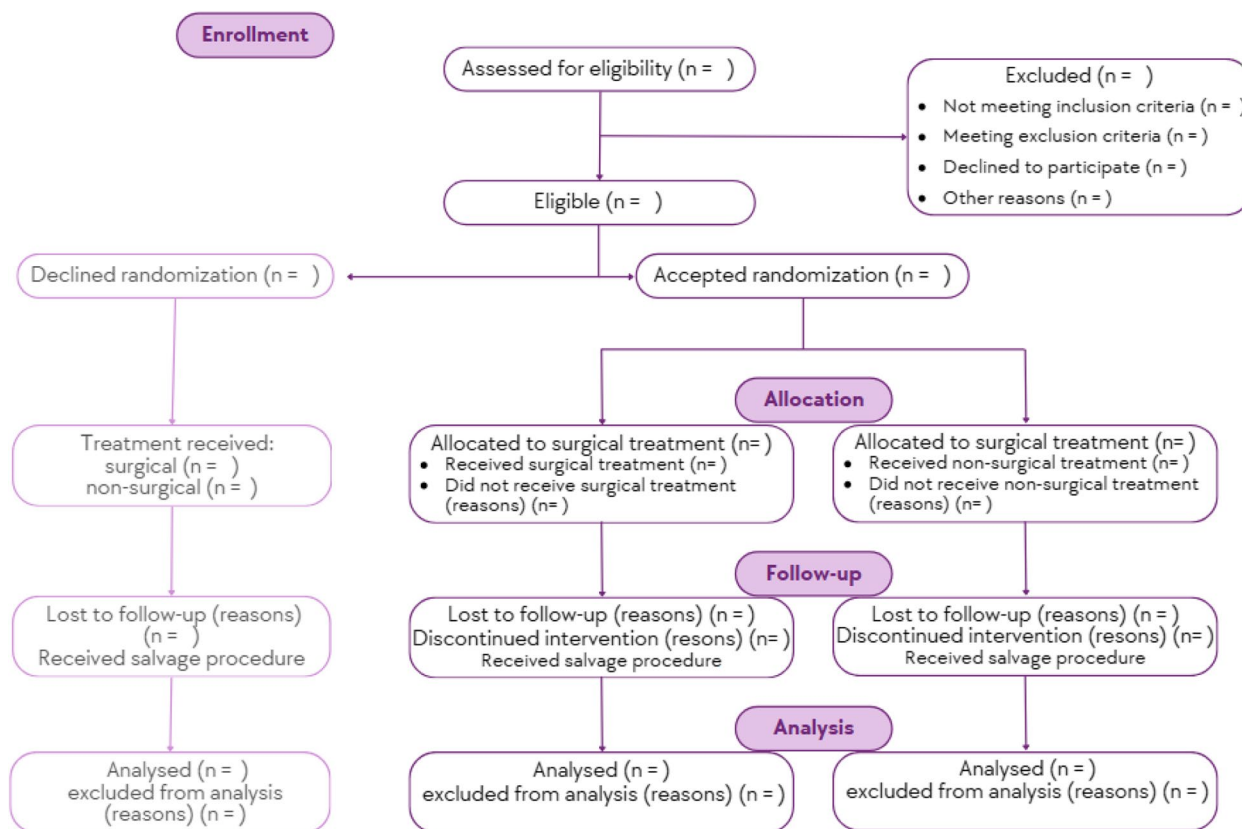 Enrollment
Assessed for eligibility (n =  )
Excluded (n =  )
• Not meeting inclusion criteria (n = )
• Meeting exclusion criteria (n = )
• Declined to participate (n = )
• Other reasons (n = )
Eligible (n =  )
Declined randomization (n =  )
Accepted randomization (n =  )
Allocation
Treatment received:
surgical (n =  )
non-surgical (n = )
Allocated to surgical treatment (n= )
• Received surgical treatment (n= )
• Did not receive surgical treatment
(reasons) (n= )
Allocated to surgical treatment (n= )
• Received non-surgical treatment (n= )
• Did not receive non-surgical treatment
(reasons) (n= )
Follow-up
Lost to follow-up (reasons)
(n =  )
Received salvage procedure
Lost to follow-up (reasons) (n = )
Discontinued intervention (resons) (n= )
Received salvage procedure
Lost to follow-up (reasons) (n = )
Discontinued intervention (resons) (n= )
Received salvage procedure
Analysis
Analysed (n = )
excluded from analysis
(reasons) (n = )
Analysed (n = )
excluded from analysis (reasons) (n = )
Analysed (n = )
excluded from analysis (reasons) (n = )